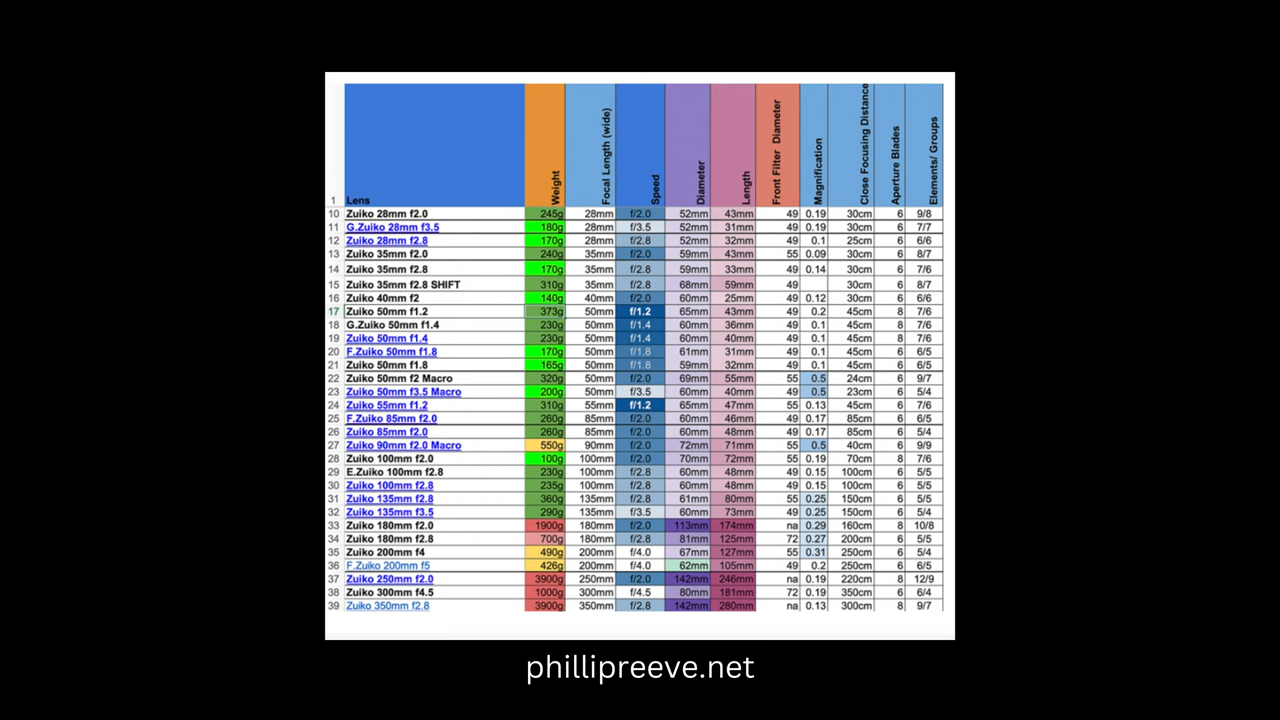 1 Lens Weight Focal Length (wide) Speed Diameter Length Front Filter Diameter Magnification Close Focusing Distance Aperture Blades Elements/ Groups
10 Zuiko 28mm f2.0 245g 28mm f/2.0 52mm 43mm 49 0.19 30cm 6 9/8
11 G.Zuiko 28mm f3.5 180g 28mm f/3.5 52mm 31mm 49 0.19 30cm 6 7/7
12 Zuiko 28mm f2.8 170g 28mm f/2.8 52mm 32mm 49 0.1 25cm 6 6/6
13 Zuiko 35mm f2.0 240g 35mm f/2.0 59mm 43mm 55 0.09 30cm 6 8/7
14 Zuiko 35mm f2.8 170g 35mm f/2.8 59mm 33mm 49 0.14 30cm 6 7/6
15 Zuiko 35mm f2.8 SHIFT 310g 35mm f/2.8 68mm 59mm 49 30cm 6 8/7
16 Zuiko 40mm f2 140g 40mm f/2.0 60mm 25mm 49 0.12 30cm 6 6/6
17 Zuiko 50mm f1.2 373g 50mm f/1.2 65mm 43mm 49 0.2 45cm 8 7/6
18 G.Zuiko 50mm f1.4 230g 50mm f/1.4 60mm 36mm 49 0.1 45cm 8 7/6
19 Zuiko 50mm f1.4 230g 50mm f/1.4 60mm 40mm 49 0.1 45cm 8 7/6
20 F.Zuiko 50mm f1.8 170g 50mm f/1.8 61mm 31mm 49 0.1 45cm 6 6/5
21 Zuiko 50mm f1.8 165g 50mm f/1.8 59mm 32mm 49 0.1 45cm 6 6/5
22 Zuiko 50mm f2 Macro 320g 50mm f/2.0 69mm 55mm 55 0.5 24cm 6 9/7
23 Zuiko 50mm f3.5 Macro 200g 50mm f/3.5 60mm 40mm 49 0.5 23cm 6 5/4
24 Zuiko 55mm f1.2 310g 55mm f/1.2 65mm 47mm 55 0.13 45cm 6 7/6
25 F.Zuiko 85mm f2.0 260g 85mm f/2.0 60mm 46mm 49 0.17 85cm 6 6/5
26 Zuiko 85mm f2.0 260g 85mm f/2.0 60mm 48mm 49 0.17 85cm 6 5/4
27 Zuiko 90mm f2.0 Macro 550g 90mm f/2.0 72mm 71mm 55 0.5 40cm 6 9/9
28 Zuiko 100mm f2.0 100g 100mm f/2.0 70mm 72mm 55 0.19 70cm 8 7/6
29 E.Zuiko 100mm f2.8 230g 100mm f/2.8 60mm 48mm 49 0.15 100cm 6 5/5
30 Zuiko 100mm f2.8 235g 100mm f/2.8 60mm 48mm 49 0.15 100cm 6 5/5
31 Zuiko 135mm f2.8 360g 135mm f/2.8 61mm 80mm 55 0.25 150cm 6 5/5
32 Zuiko 135mm f3.5 290g 135mm f/3.5 60mm 73mm 49 0.25 150cm 6 5/4
33 Zuiko 180mm f2.0 1900g 180mm f/2.0 113mm 174mm na 0.29 160cm 8 10/8
34 Zuiko 180mm f2.8 700g 180mm f/2.8 81mm 125mm 72 0.27 200cm 6 5/5
35 Zuiko 200mm f4 490g 200mm f/4.0 67mm 127mm 55 0.31 250cm 6 5/4
36 F.Zuiko 200mm f5 426g 200mm f/4.0 62mm 105mm 49 0.2 250cm 6 6/5
37 Zuiko 250mm f2.0 3900g 250mm f/2.0 142mm 246mm na 0.19 220cm 8 12/9
38 Zuiko 300mm f4.5 1000g 300mm f/4.5 80mm 181mm 72 0.19 350cm 6 6/4
39 Zuiko 350mm f2.8 3900g 350mm f/2.8 142mm 280mm na 0.13 300cm 8 9/7
phillipreeve.net